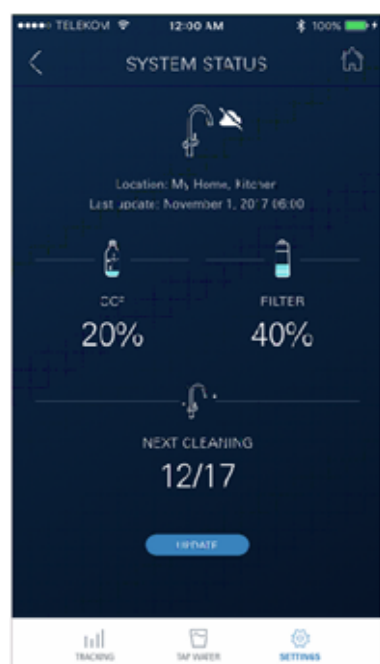 TELEKOM 12:00 AM 100%
SYSTEM STATUS
Location: My Home, Kitchen
Last update: November 1, 2017 06:00
CO² FILTER
20% 40%
NEXT CLEANING
12/17
UPDATE
TRACKING TAP WATER SETTINGS